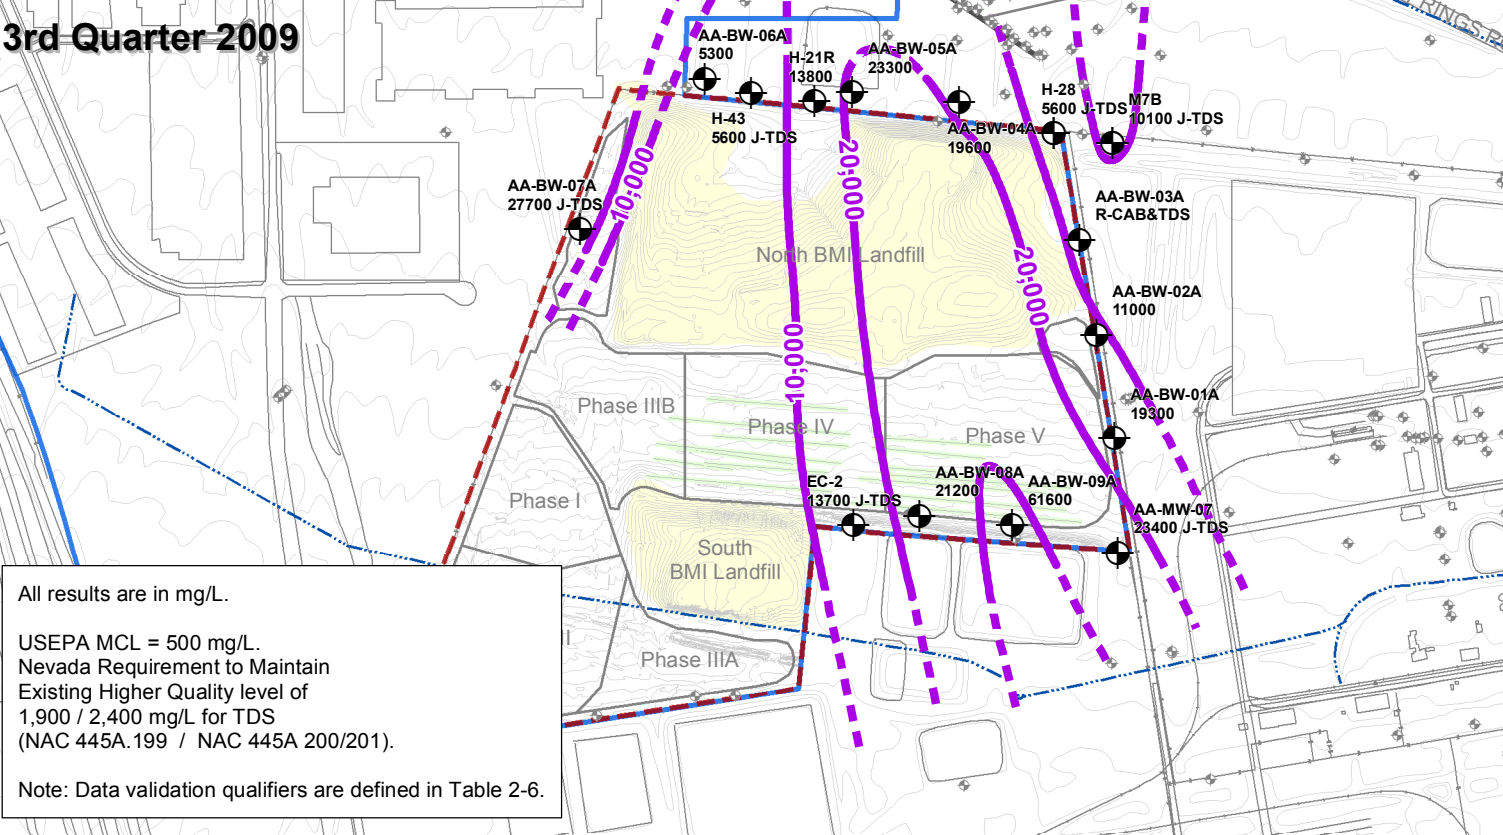 3rd Quarter 2009
AA-BW-06A
5300
H-21R
13800
AA-BW-05A
23300
H-43
5600 J-TDS
AA-BW-04A
19600
H-28
5600 J-TDS
M7B
10100 J-TDS
AA-BW-07A
27700 J-TDS
10,000
20,000
AA-BW-03A
R-CAB&TDS
North BMI Landfill
20,000
AA-BW-02A
11000
10,000
AA-BW-01A
19300
Phase IIIB
Phase IV
Phase V
Phase I
EC-2
13700 J-TDS
AA-BW-08A
21200
AA-BW-09A
61600
AA-MW-07
23400 J-TDS
South
BMI Landfill
Phase IIIA
All results are in mg/L.
USEPA MCL = 500 mg/L.
Nevada Requirement to Maintain
Existing Higher Quality level of
1,900 / 2,400 mg/L for TDS
(NAC 445A.199 / NAC 445A 200/201).
Note: Data validation qualifiers are defined in Table 2-6.